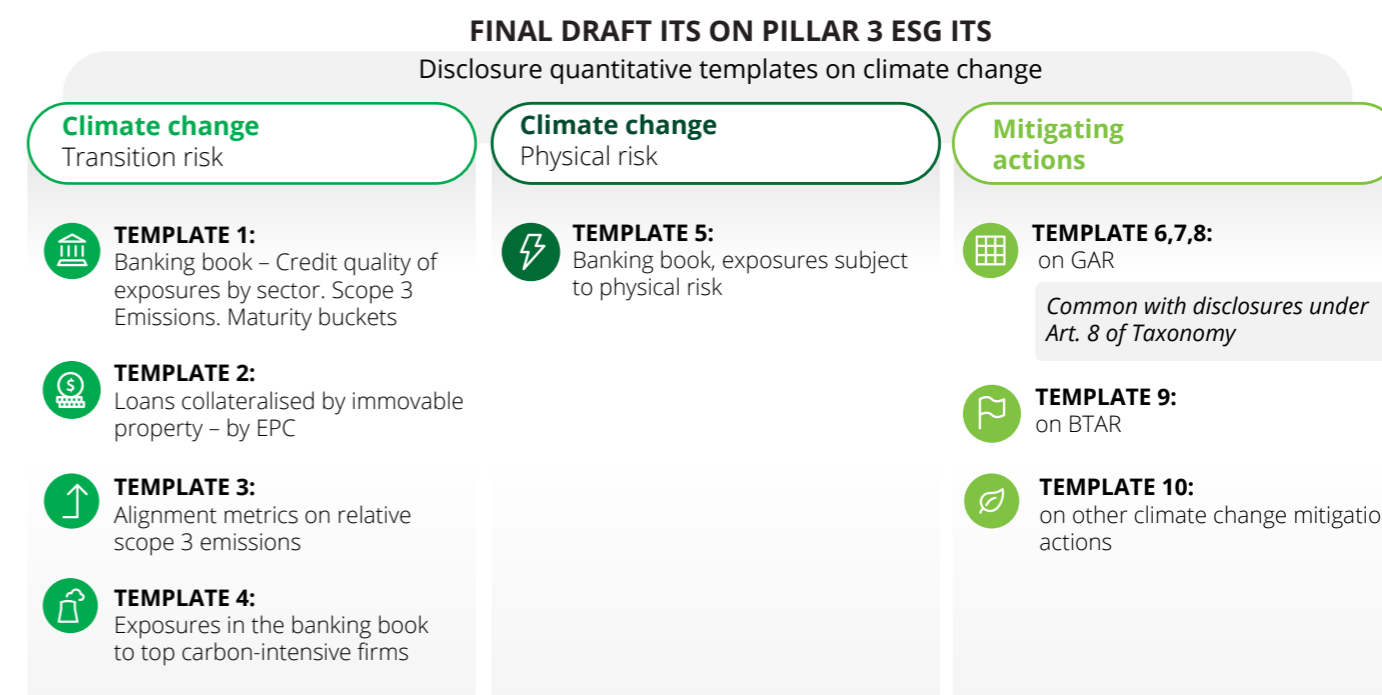 FINAL DRAFT ITS ON PILLAR 3 ESG ITS
Disclosure quantitative templates on climate change
Climate change
Transition risk
TEMPLATE 1:
Banking book – Credit quality of
exposures by sector. Scope 3
Emissions. Maturity buckets
TEMPLATE 2:
Loans collateralised by immovable
property – by EPC
TEMPLATE 3:
Alignment metrics on relative
scope 3 emissions
TEMPLATE 4:
Exposures in the banking book
to top carbon-intensive firms
Climate change
Physical risk
TEMPLATE 5:
Banking book, exposures subject
to physical risk
Mitigating
actions
TEMPLATE 6,7,8:
on GAR
Common with disclosures under
Art. 8 of Taxonomy
TEMPLATE 9:
on BTAR
TEMPLATE 10:
on other climate change mitigatio
actions